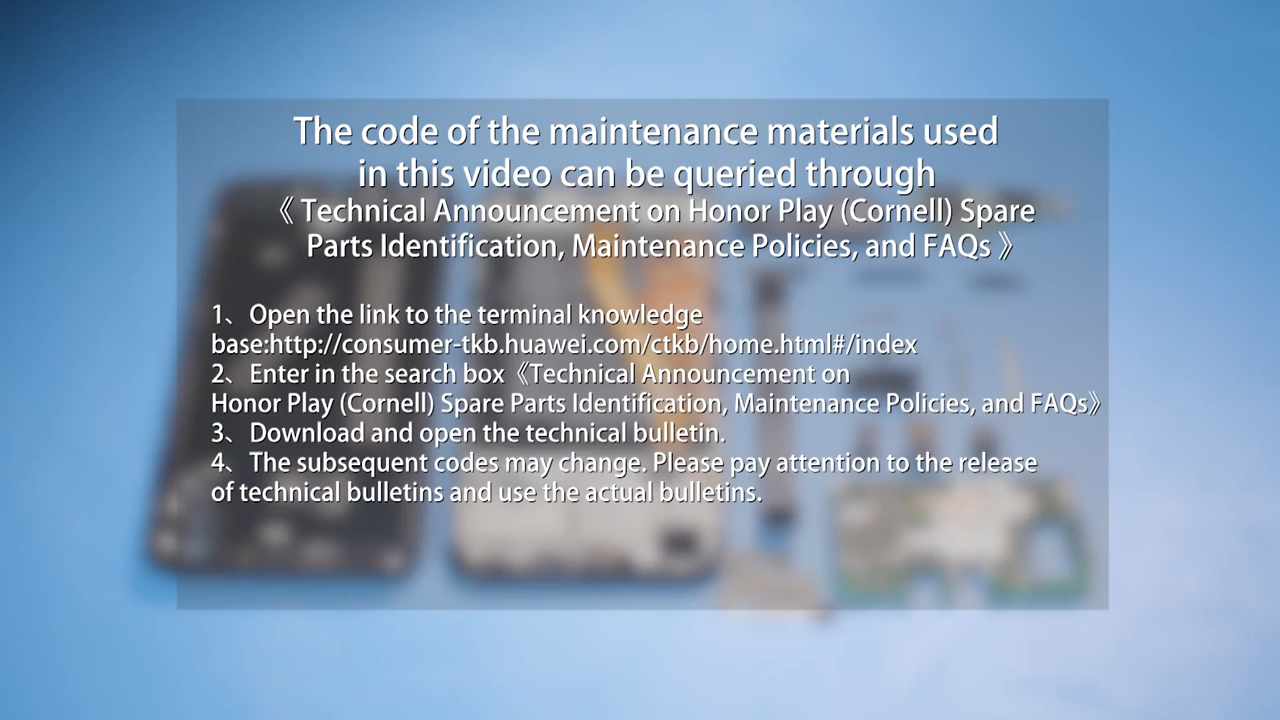 The code of the maintenance materials used
in this video can be queried through
《 Technical Announcement on Honor Play (Cornell) Spare
Parts Identification, Maintenance Policies, and FAQs 》
1、 Open the link to the terminal knowledge
base:http://consumer-tkb.huawei.com/ctkb/home.html#/index
2、 Enter in the search box《Technical Announcement on
Honor Play (Cornell) Spare Parts Identification, Maintenance Policies, and FAQs》
3、 Download and open the technical bulletin.
4、 The subsequent codes may change. Please pay attention to the release
of technical bulletins and use the actual bulletins.